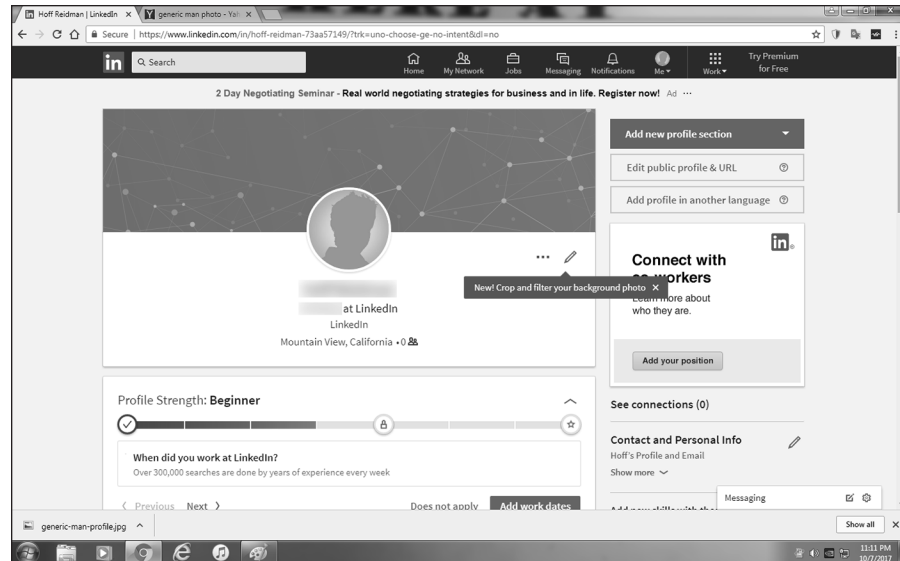 Hoff Reidman | LinkedIn
generic man photo - Yah
Secure | https://www.linkedin.com/in/hoff-reidman-73aa57149/?trk=uno-choose-ge-no-intent&dl=no
in Search
Home My Network Jobs Messaging Notifications Me Work Try Premium for Free
2 Day Negotiating Seminar - Real world negotiating strategies for business and in life. Register now! Ad ...
Add new profile section
Edit public profile & URL
Add profile in another language
New! Crop and filter your background photo
at LinkedIn
LinkedIn
Mountain View, California • 0
in
Connect with
co-workers
Learn more about
who they are.
Add your position
Profile Strength: Beginner
When did you work at LinkedIn?
Over 300,000 searches are done by years of experience every week
Previous Next Does not apply Add work dates
See connections (0)
Contact and Personal Info
Hoff's Profile and Email
Show more
Messaging
generic-man-profile.jpg
Show all
11:11 PM
10/7/2017